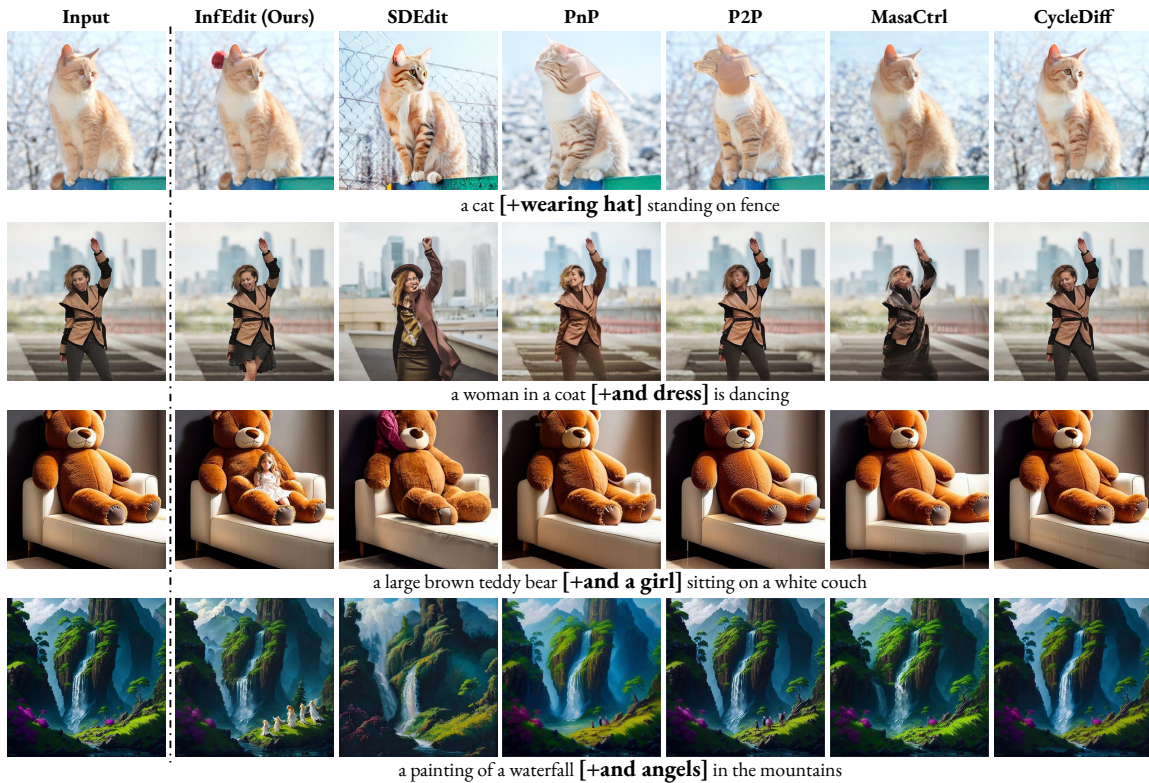 Input InfEdit (Ours) SDEdit PnP P2P MasaCtrl CycleDiff
a cat [+wearing hat] standing on fence
a woman in a coat [+and dress] is dancing
a large brown teddy bear [+and a girl] sitting on a white couch
a painting of a waterfall [+and angels] in the mountains